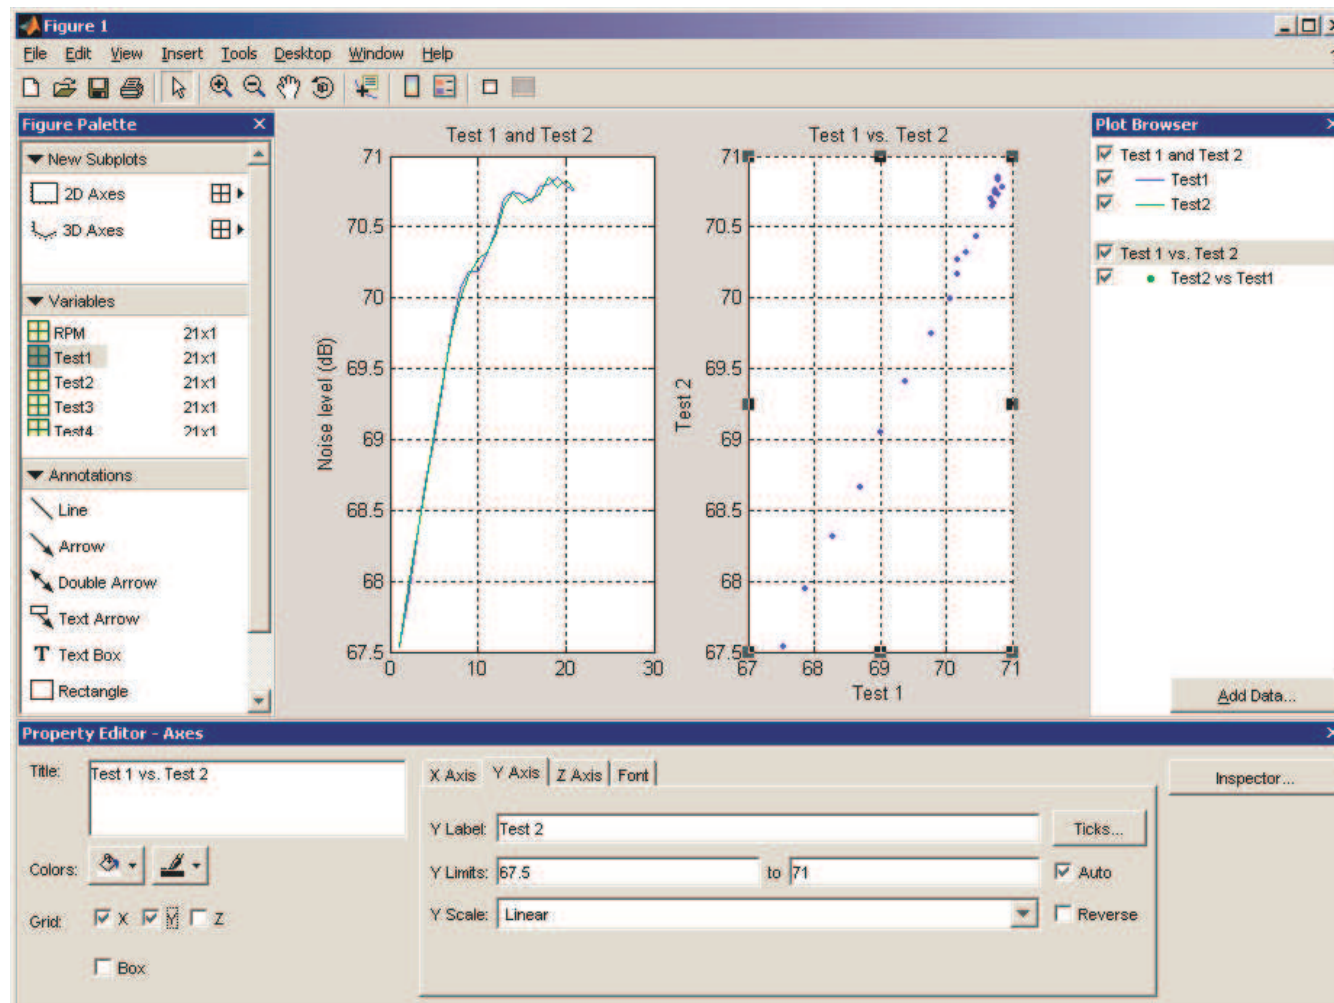 Figure 1
File Edit View Insert Tools Desktop Window Help
Figure Palette
New Subplots
2D Axes
3D Axes
Variables
RPM 21x1
Test1 21x1
Test2 21x1
Test3 21x1
Test4 21x1
Annotations
Line
Arrow
Double Arrow
Text Arrow
T Text Box
Rectangle
Test 1 and Test 2
71
70.5
70
69.5
69
68.5
68
67.5
0 10 20 30
Noise level (dB)
Test 1 vs. Test 2
71
70.5
70
69.5
69
68.5
68
67.5
67 68 69 70 71
Test 2
Test 1
Plot Browser
Test 1 and Test 2
Test1
Test2
Test 1 vs. Test 2
Test2 vs Test1
Add Data...
Property Editor - Axes
Title: Test 1 vs. Test 2
Colors:
Grid: X Y Z
Box
X Axis Y Axis Z Axis Font
Y Label: Test 2 Ticks...
Y Limits: 67.5 to 71 Auto
Y Scale: Linear Reverse
Inspector...